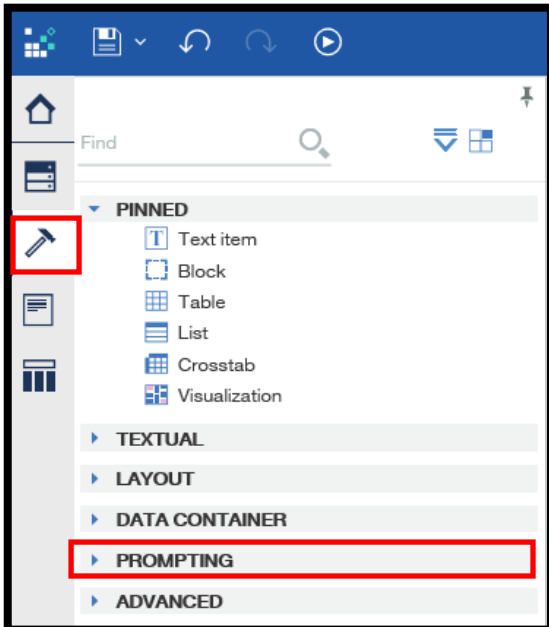 Find
PINNED
Text item
Block
Table
List
Crosstab
Visualization
TEXTUAL
LAYOUT
DATA CONTAINER
PROMPTING
ADVANCED